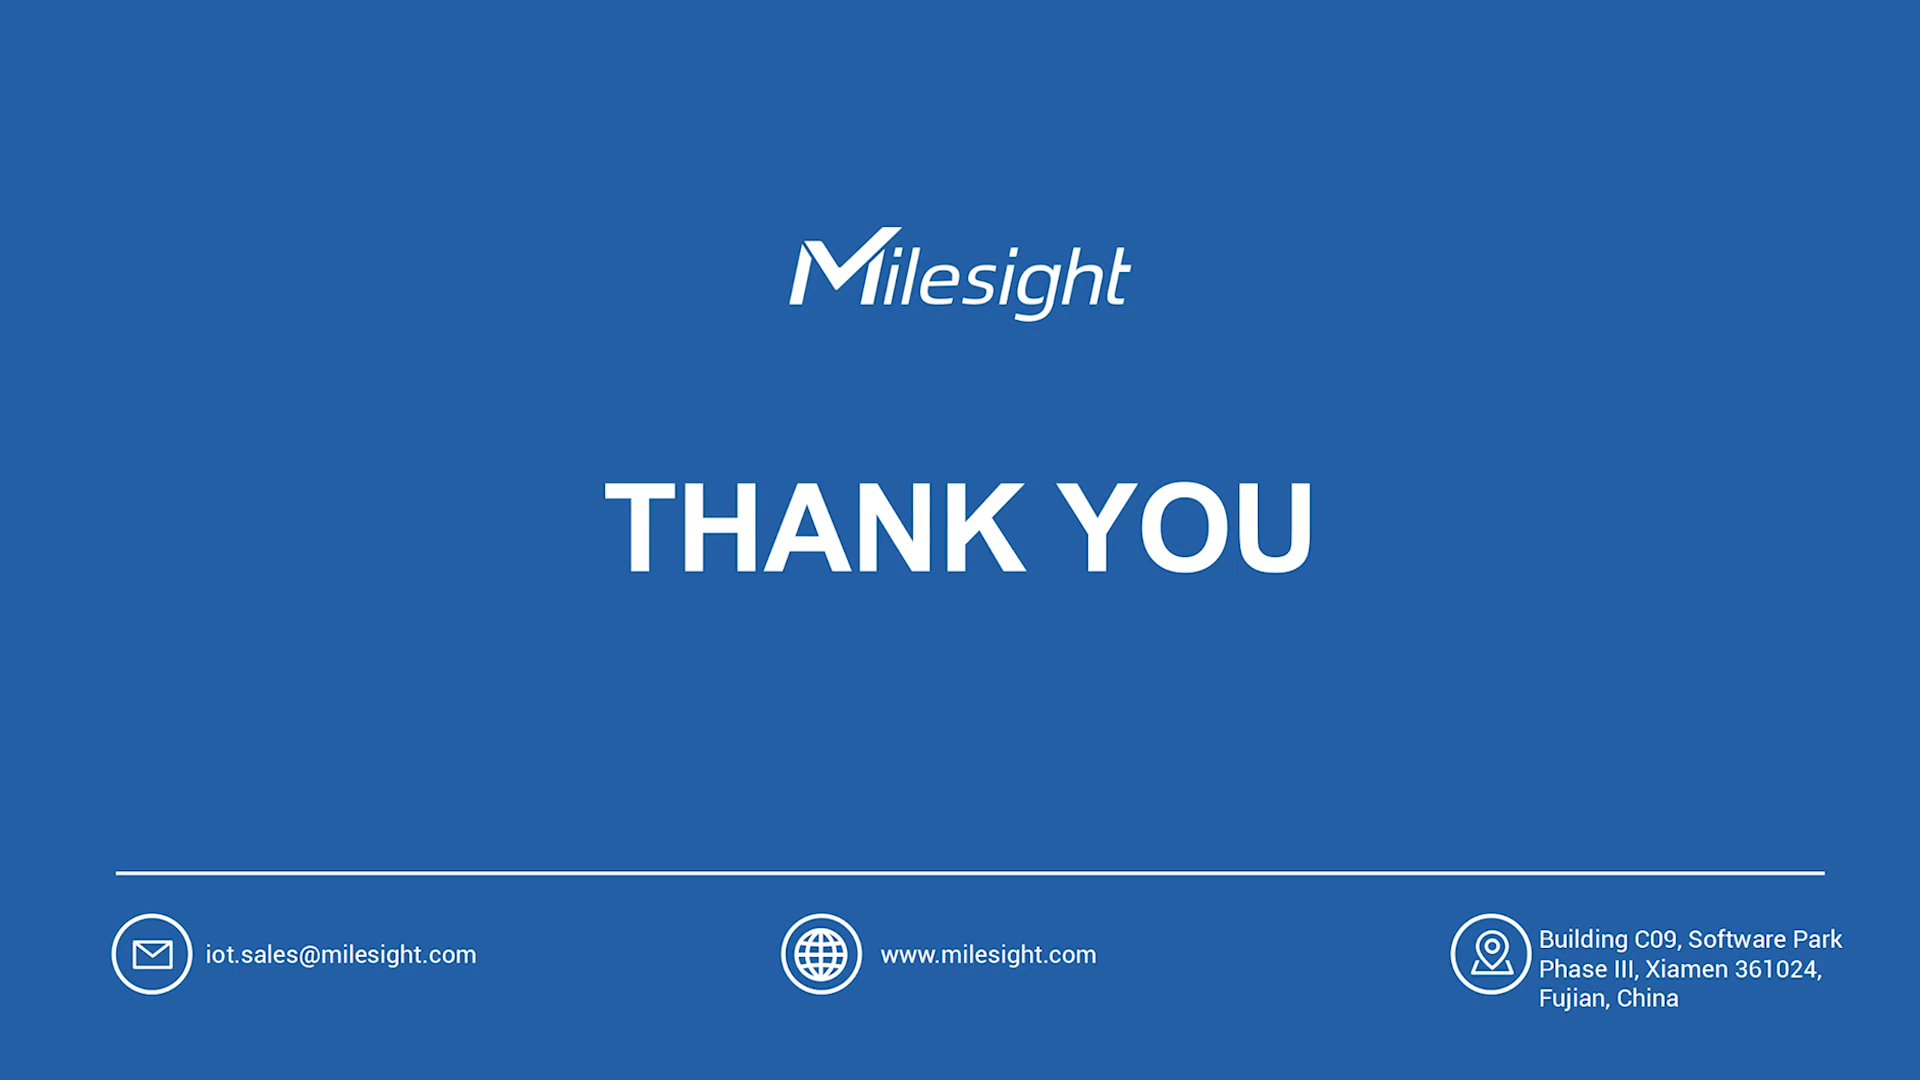 Milesight
THANK YOU
iot.sales@milesight.com
www.milesight.com
Building C09, Software Park
Phase III, Xiamen 361024,
Fujian, China